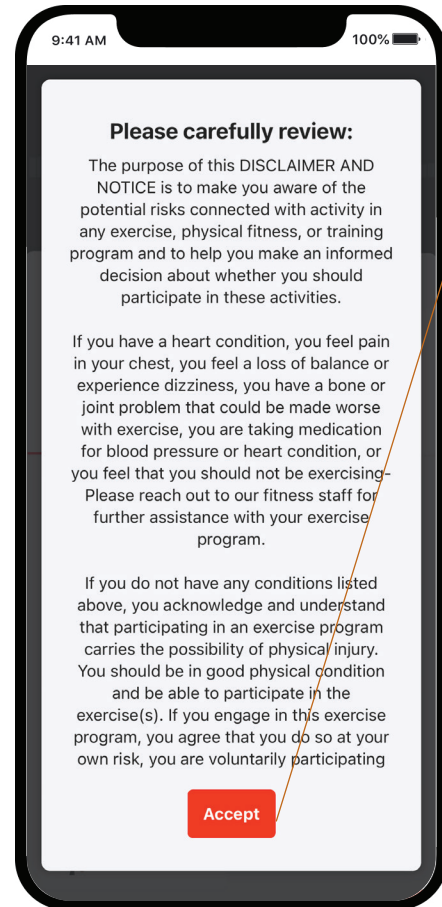 9:41 AM 100%
Please carefully review:
The purpose of this DISCLAIMER AND
NOTICE is to make you aware of the
potential risks connected with activity in
any exercise, physical fitness, or training
program and to help you make an informed
decision about whether you should
participate in these activities.
If you have a heart condition, you feel pain
in your chest, you feel a loss of balance or
experience dizziness, you have a bone or
joint problem that could be made worse
with exercise, you are taking medication
for blood pressure or heart condition, or
you feel that you should not be exercising-
Please reach out to our fitness staff for
further assistance with your exercise
program.
If you do not have any conditions listed
above, you acknowledge and understand
that participating in an exercise program
carries the possibility of physical injury.
You should be in good physical condition
and be able to participate in the
exercise(s). If you engage in this exercise
program, you agree that you do so at your
own risk, you are voluntarily participating
Accept